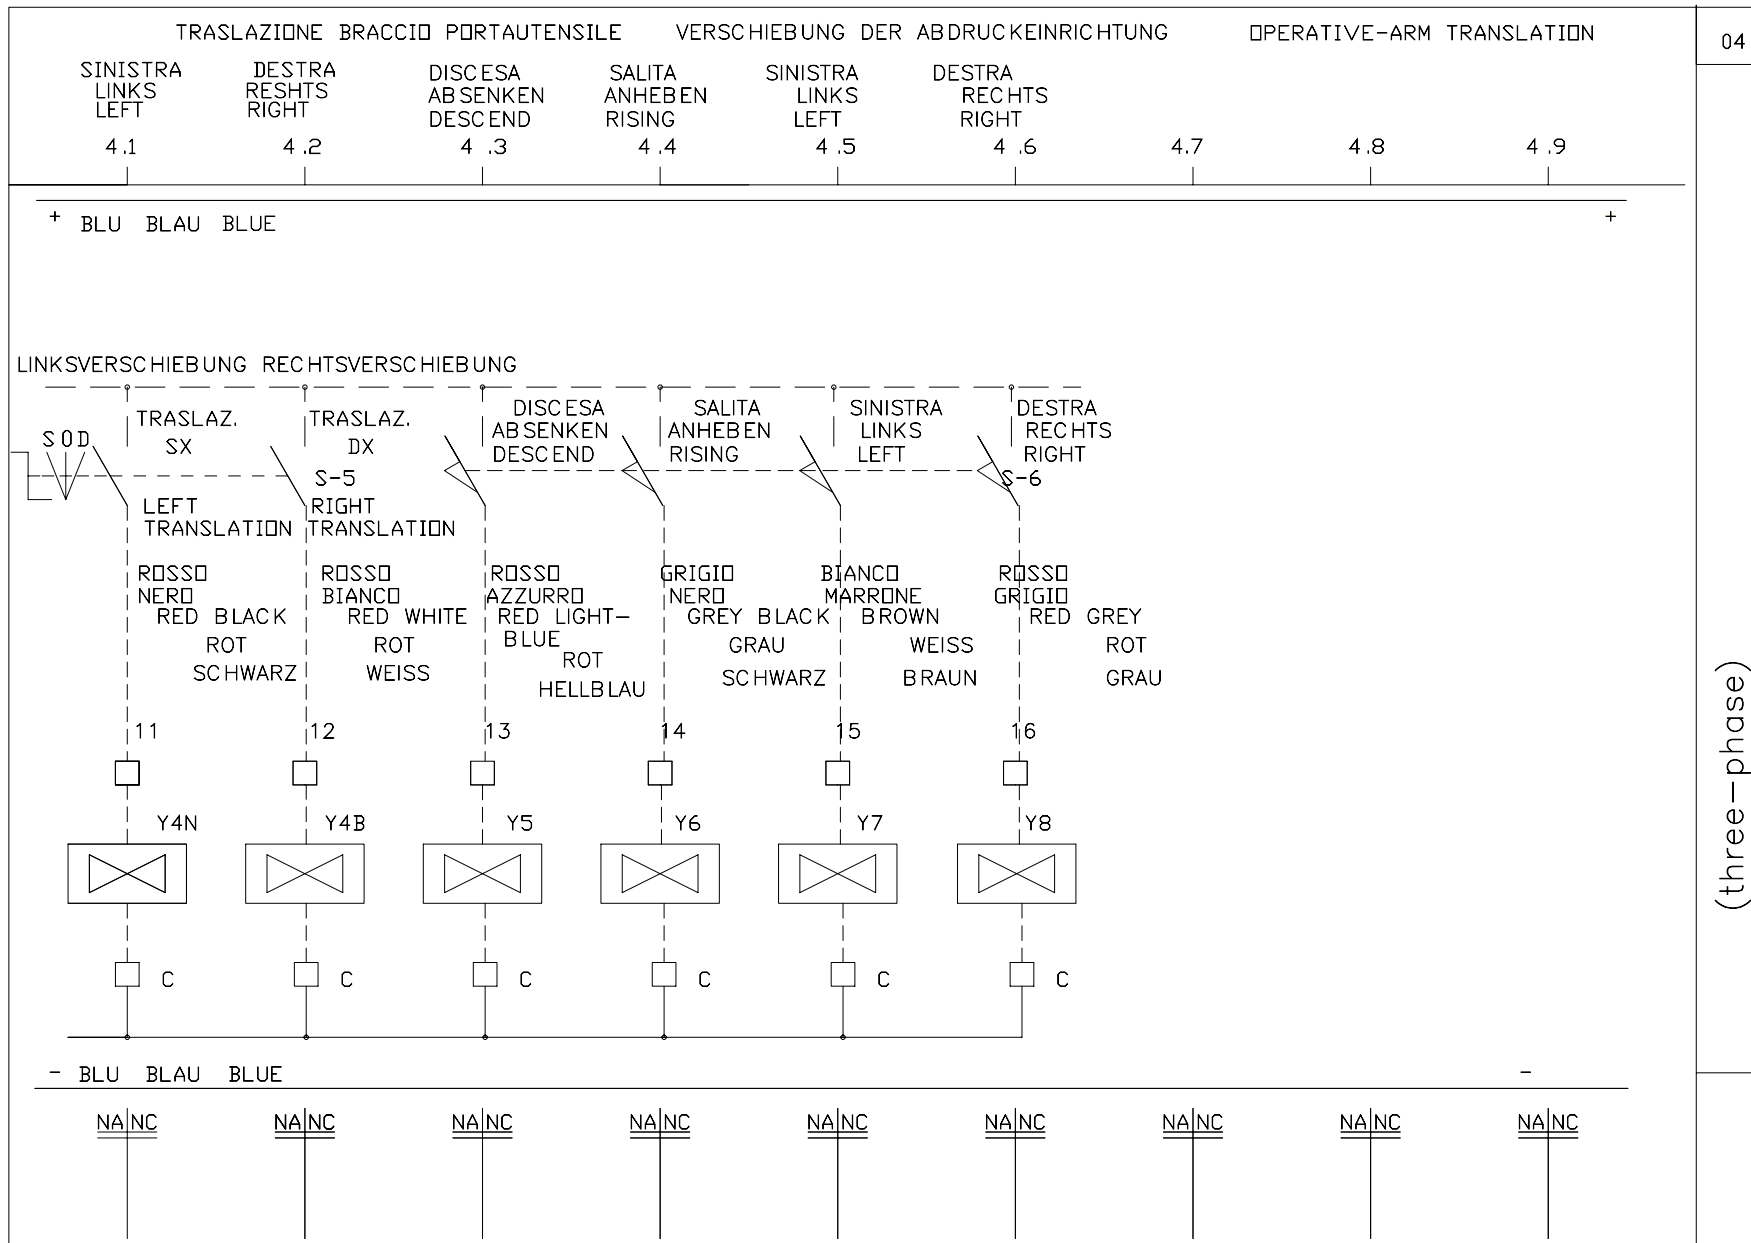 TRASLAZIONE BRACCIO PORTAUTENSILE VERSCHIEBUNG DER ABDRUCKEINRICHTUNG OPERATIVE-ARM TRANSLATION
04
SINISTRA
LINKS
LEFT
4.1
DESTRA
RESHTS
RIGHT
4.2
DISCESA
ABSENKEN
DESCEND
4.3
SALITA
ANHEBEN
RISING
4.4
SINISTRA
LINKS
LEFT
4.5
DESTRA
RECHTS
RIGHT
4.6
4.7
4.8
4.9
+ BLU BLAU BLUE +
LINKSVERSCHIEBUNG RECHTSVERSCHIEBUNG
SOD
TRASLAZ.
SX
LEFT
TRANSLATION
TRASLAZ.
DX
S-5
RIGHT
TRANSLATION
DISCESA
ABSENKEN
DESCEND
SALITA
ANHEBEN
RISING
SINISTRA
LINKS
LEFT
DESTRA
RECHTS
RIGHT
S-6
ROSSO
NERO
RED BLACK
ROT
SCHWARZ
ROSSO
BIANCO
RED WHITE
ROT
WEISS
ROSSO
AZZURRO
RED LIGHT-
BLUE
ROT
HELLBLAU
GRIGIO
NERO
GREY BLACK
GRAU
SCHWARZ
BIANCO
MARRONE
BROWN
WEISS
BRAUN
ROSSO
GRIGIO
RED GREY
ROT
GRAU
11 12 13 14 15 16
Y4N Y4B Y5 Y6 Y7 Y8
C C C C C C
- BLU BLAU BLUE -
NA NC NA NC NA NC NA NC NA NC NA NC NA NC NA NC NA NC
(three-phase)